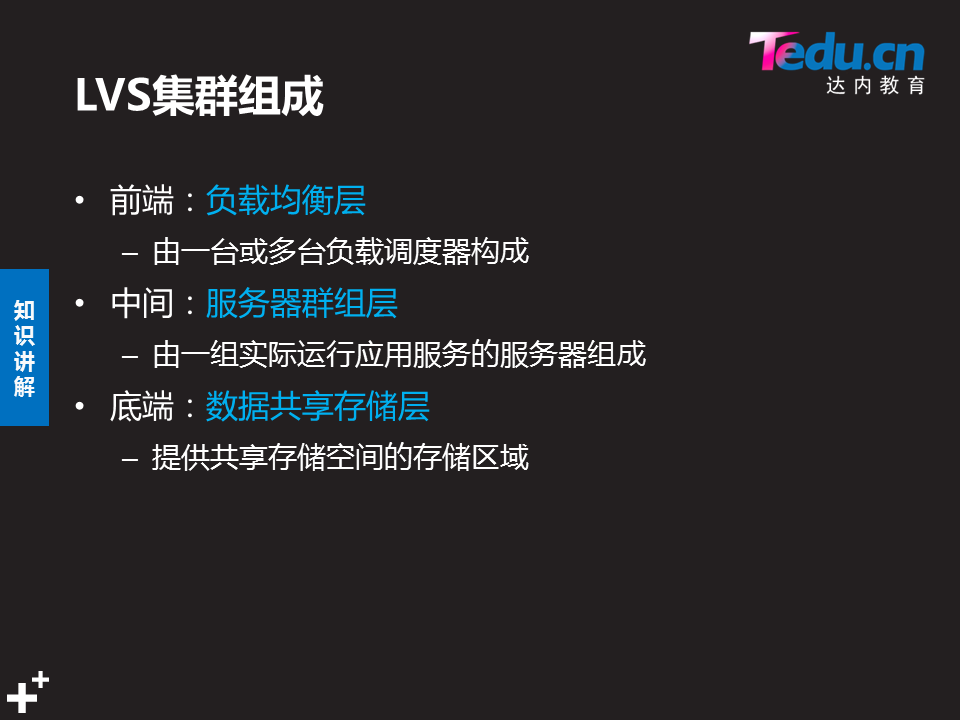 Tedu.cn
达内教育
LVS集群组成
• 前端：负载均衡层
– 由一台或多台负载调度器构成
• 中间：服务器群组层
– 由一组实际运行应用服务的服务器组成
• 底端：数据共享存储层
– 提供共享存储空间的存储区域
知识讲解